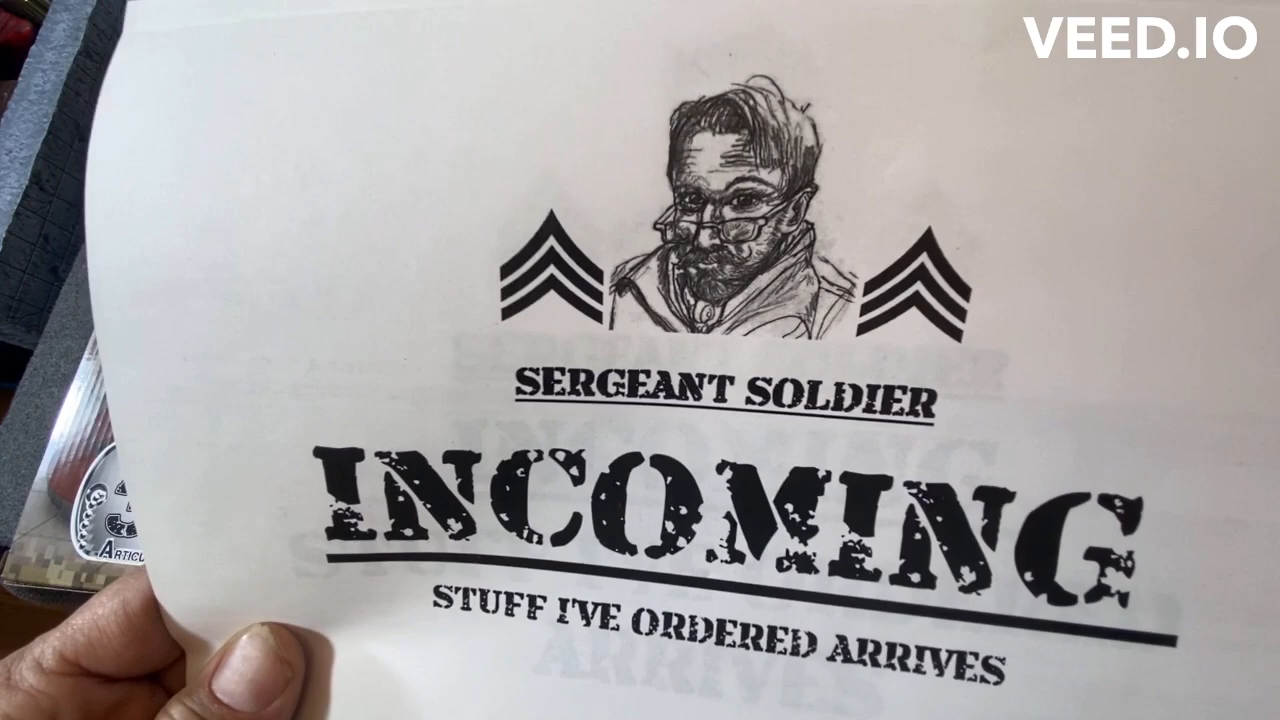 VEED.IO
SERGEANT SOLDIER
INCOMING
STUFF I'VE ORDERED ARRIVES